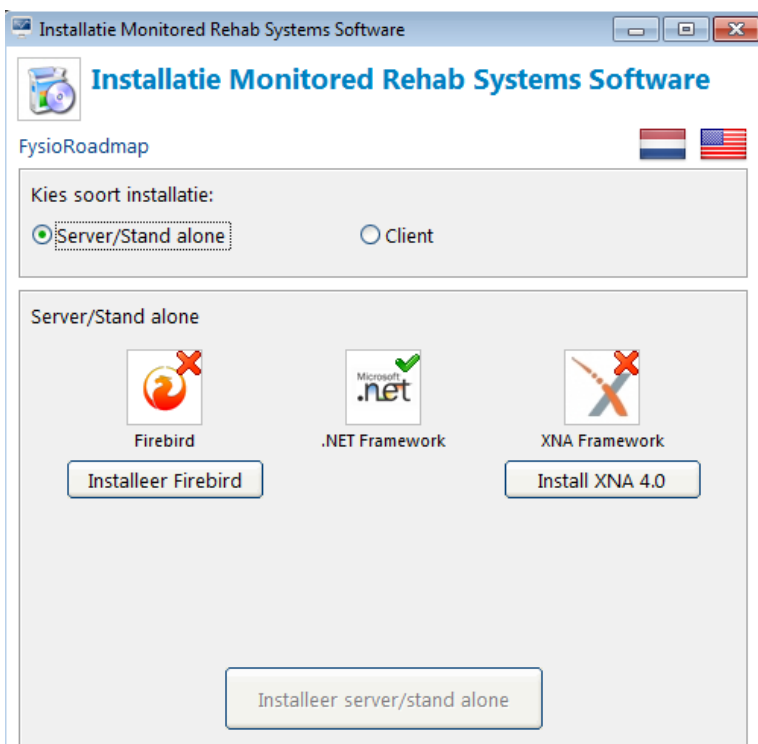 Installatie Monitored Rehab Systems Software
Installatie Monitored Rehab Systems Software
FysioRoadmap
Kies soort installatie:
Server/Stand alone Client
Server/Stand alone
Microsoft
.net
Firebird .NET Framework XNA Framework
Installeer Firebird Install XNA 4.0
Installeer server/stand alone